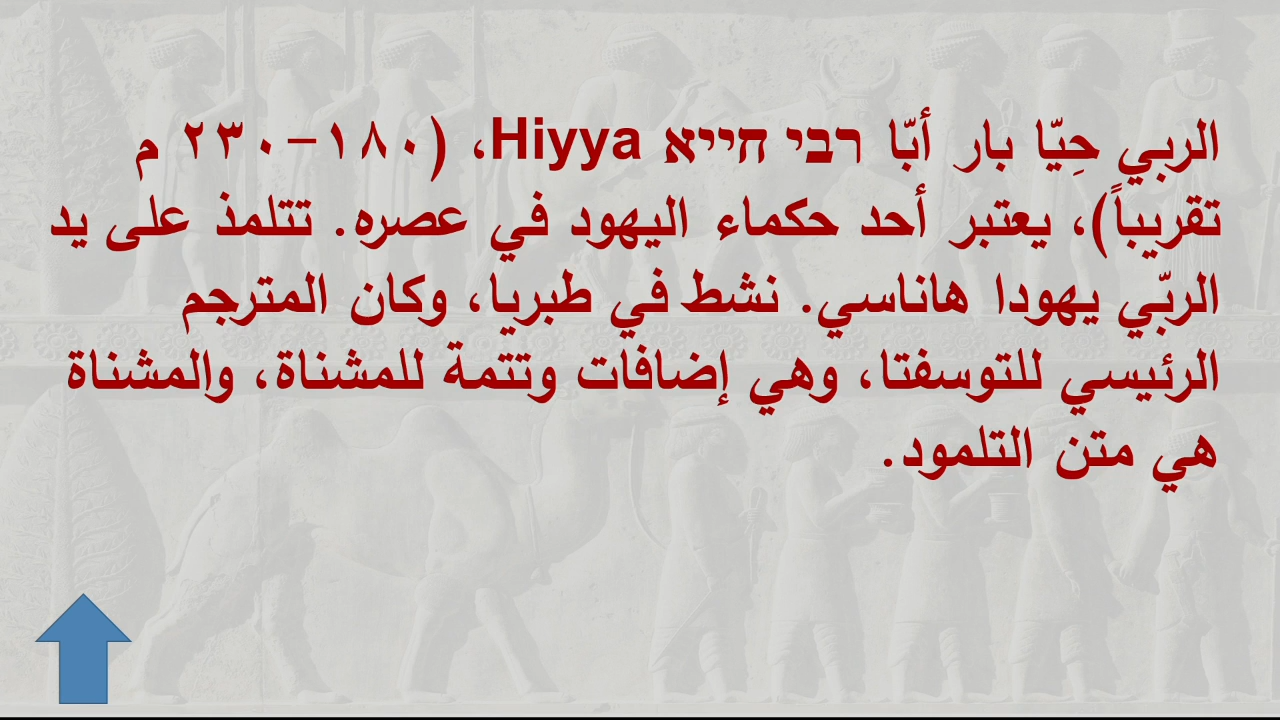 الربي حِيّا بار أبّا רבי חייא Hiyya، (١٨٠-٢٣٠ م
تقريباً)، يعتبر أحد حكماء اليهود في عصره. تتلمذ على يد
الربّي يهودا هاناسي. نشط في طبريا، وكان المترجم
الرئيسي للتوسفتا، وهي إضافات وتتمة للمشناة، والمشناة
هي متن التلمود.